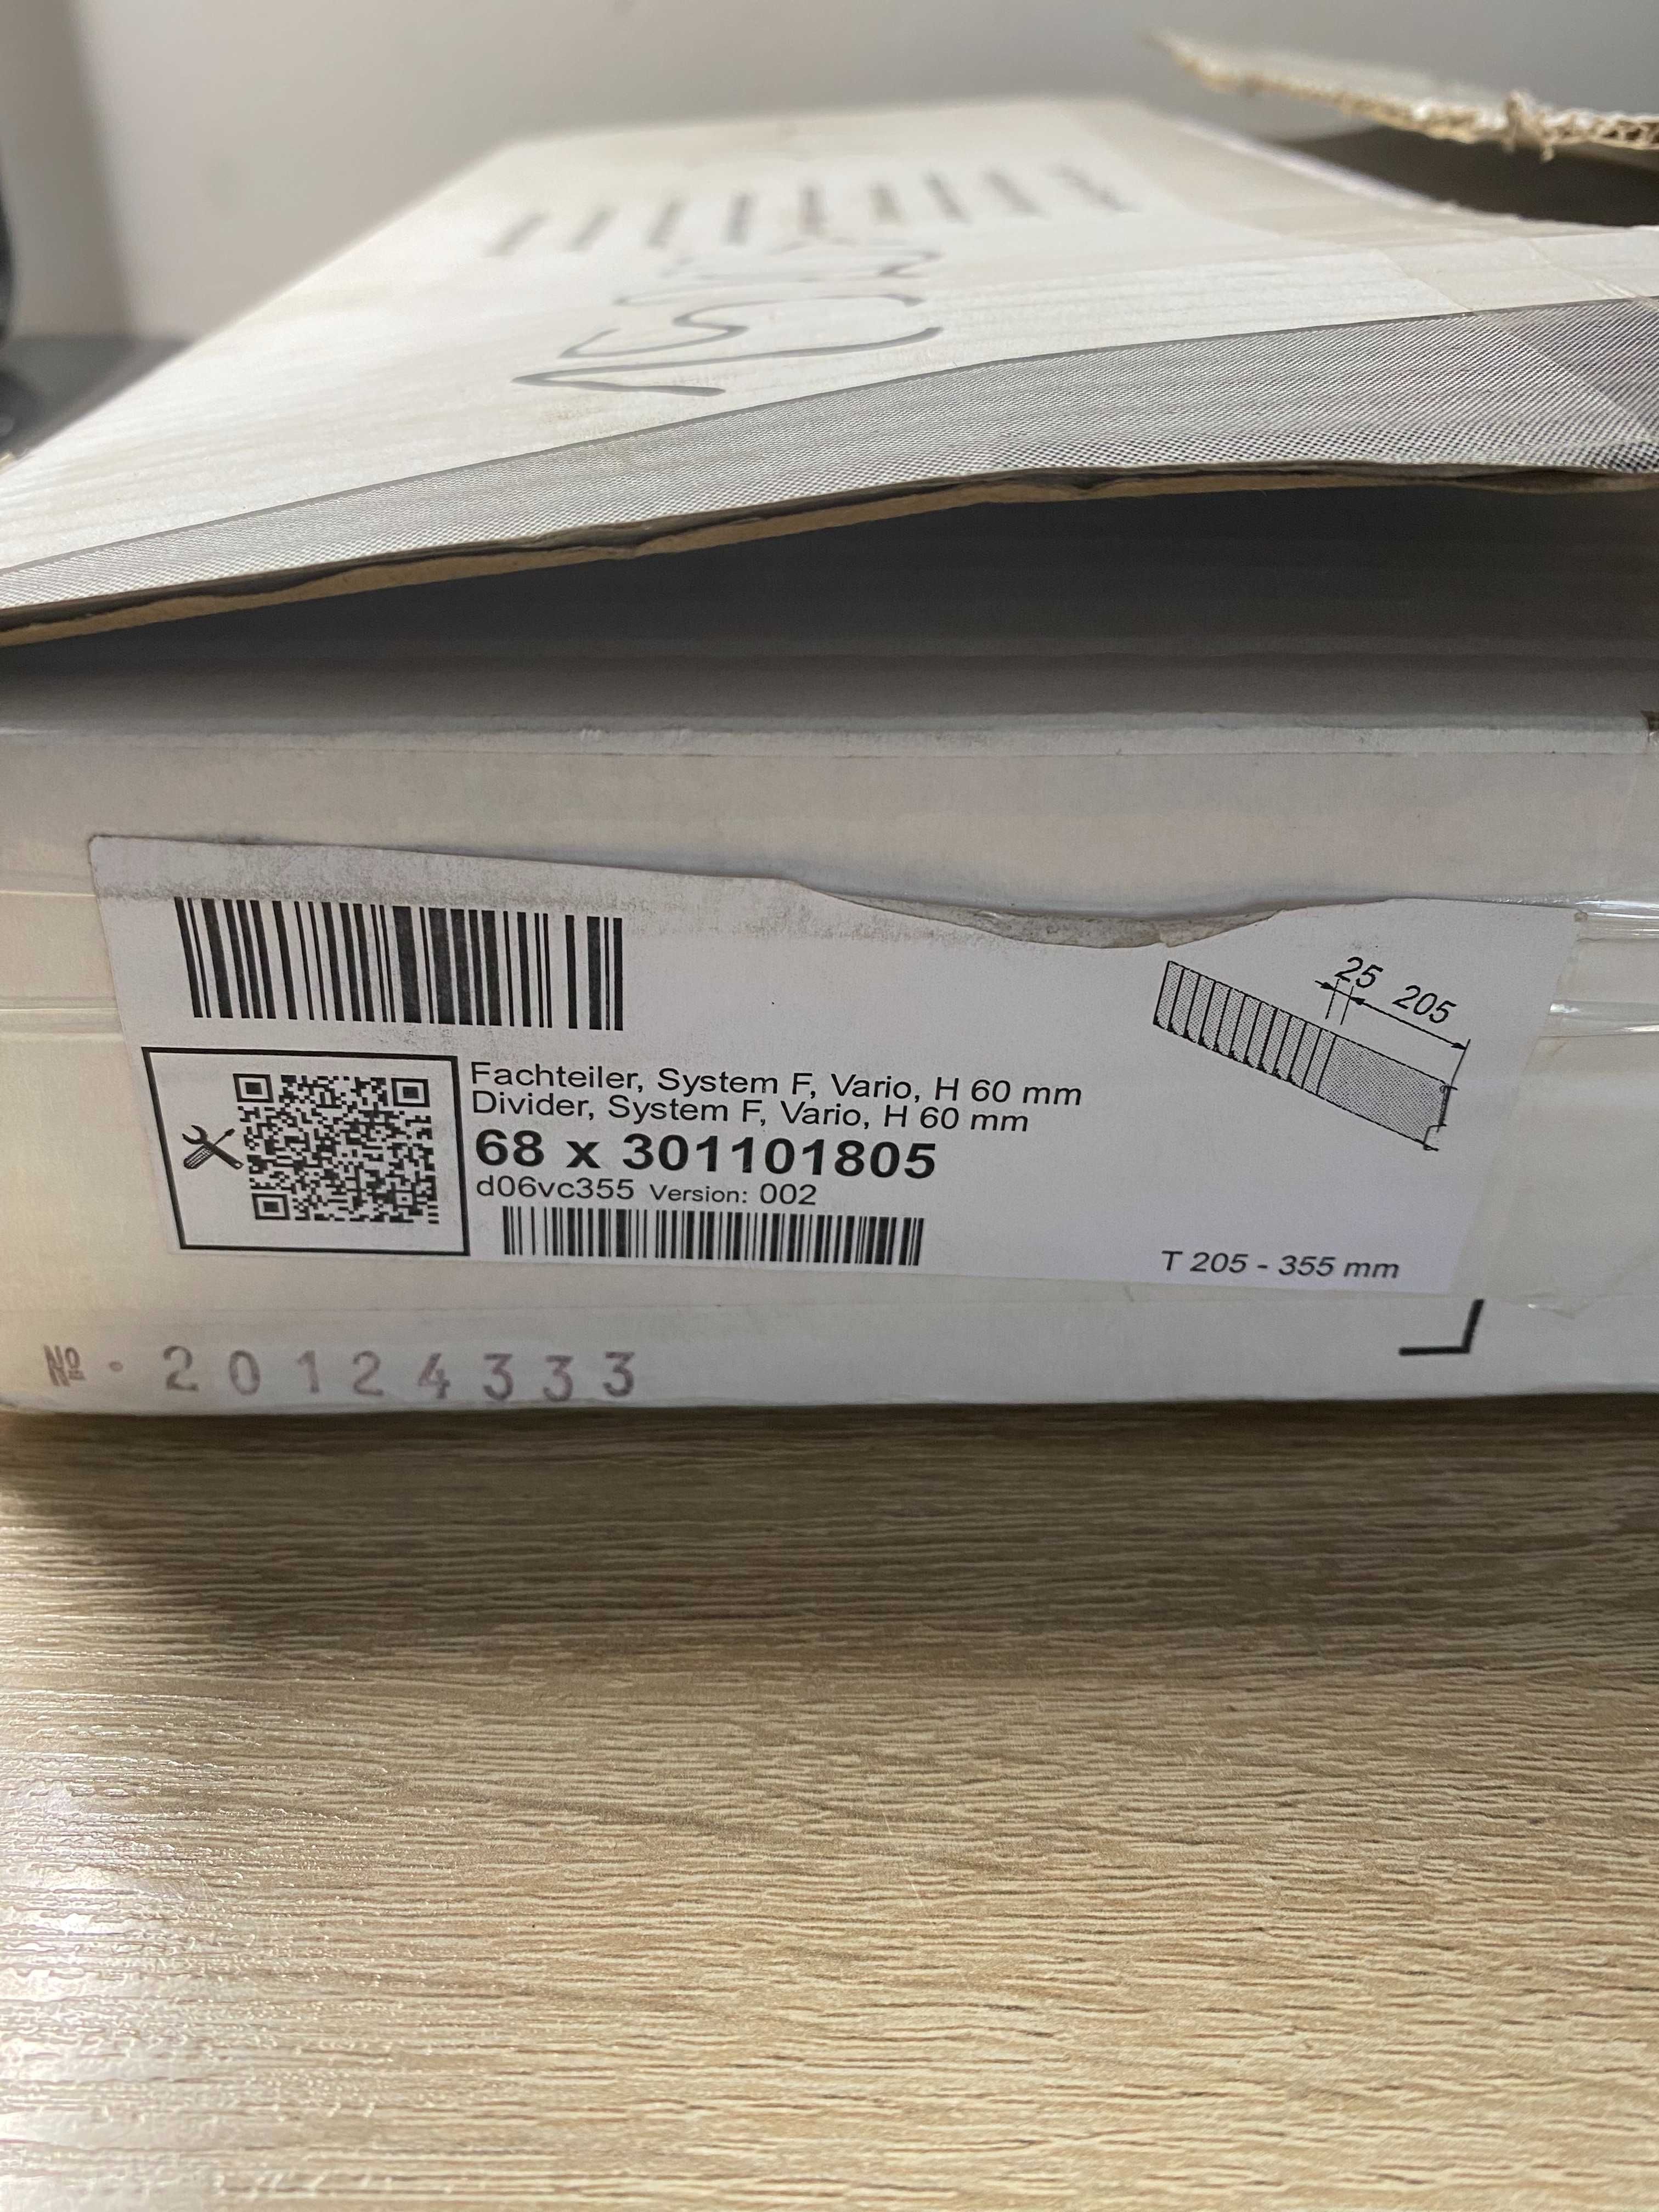 25 205
Fachteiler, System F, Vario, H 60 mm
Divider, System F, Vario, H 60 mm
68 x 301101805
d06vc355 Version: 002
T 205 - 355 mm
№ · 20124333